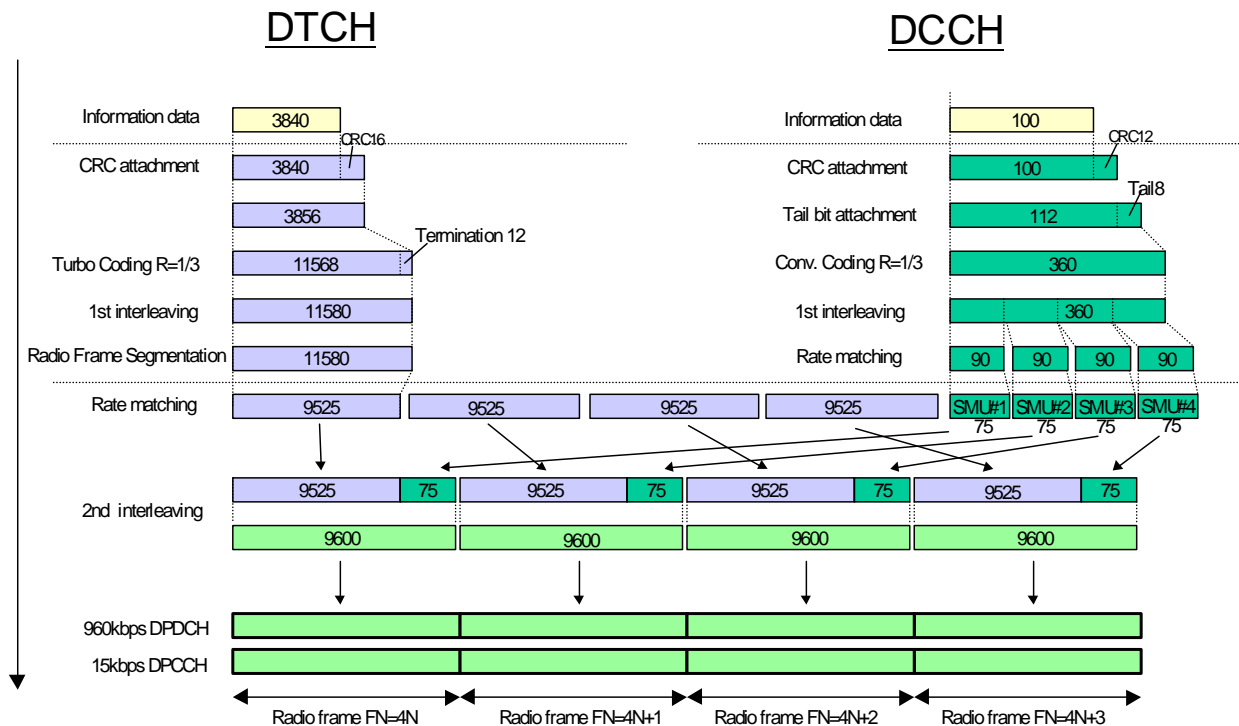 DTCH
DCCH
Information data
3840
Information data
100
CRC16
CRC12
CRC attachment
3840
CRC attachment
100
Tail8
3856
Tail bit attachment
112
Termination 12
Turbo Coding R=1/3
11568
Conv. Coding R=1/3
360
1st interleaving
11580
1st interleaving
360
Radio Frame Segmentation
11580
Rate matching
90
90
90
90
Rate matching
9525
9525
9525
9525
SMU#1
SMU#2
SMU#3
SMU#4
75
75
75
75
2nd interleaving
9525
75
9525
75
9525
75
9525
75
9600
9600
9600
9600
960kbps DPDCH
15kbps DPCCH
Radio frame FN=4N
Radio frame FN=4N+1
Radio frame FN=4N+2
Radio frame FN=4N+3